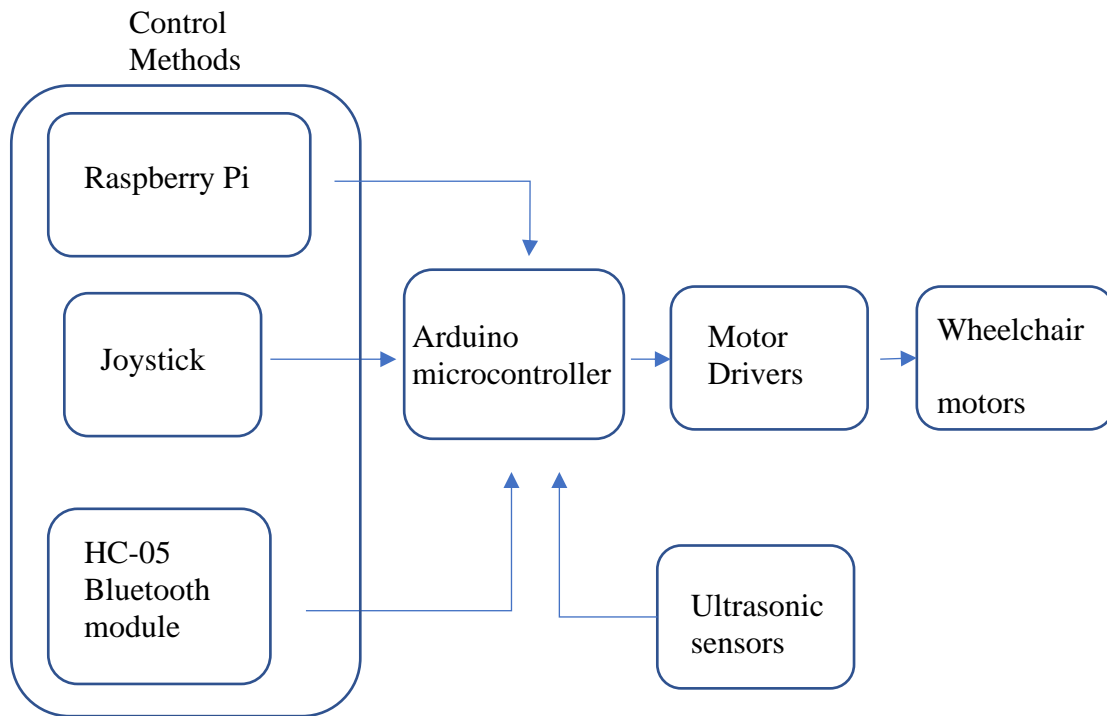 Control
Methods
Raspberry Pi
Joystick
HC-05
Bluetooth
module
Arduino
microcontroller
Motor
Drivers
Wheelchair
motors
Ultrasonic
sensors